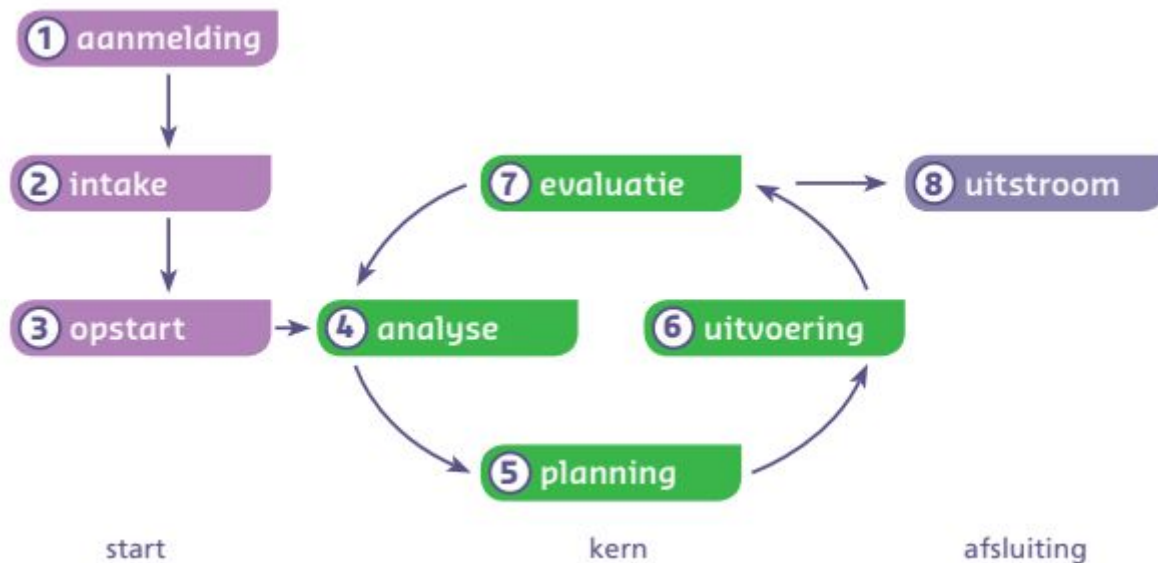 1 aanmelding
2 intake
3 opstart
4 analyse
5 planning
6 uitvoering
7 evaluatie
8 uitstroom
start
kern
afsluiting